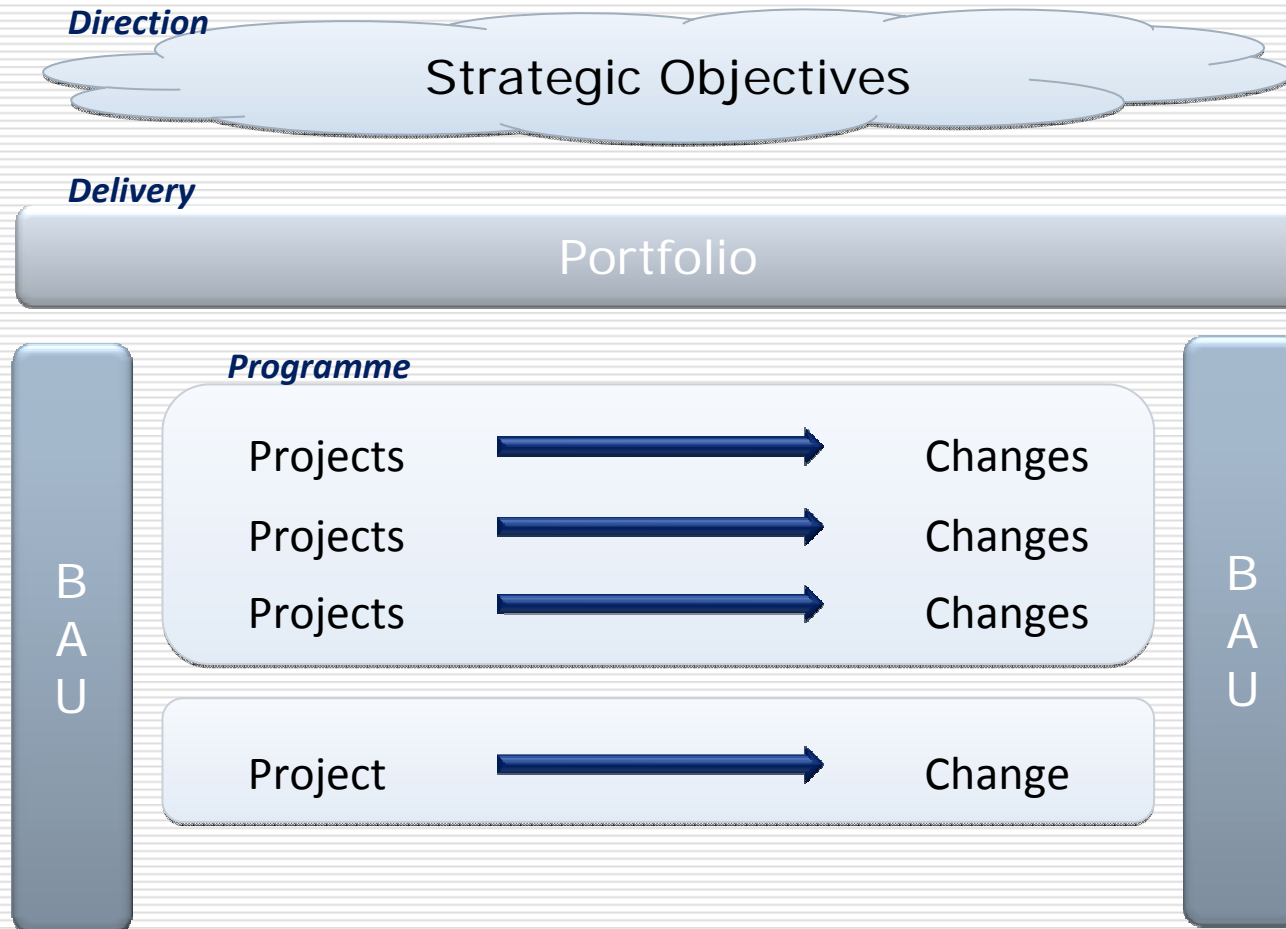 Direction
Strategic Objectives
Delivery
Portfolio
B
A
U
Programme
Projects Changes
Projects Changes
Projects Changes
Project Change
B
A
U